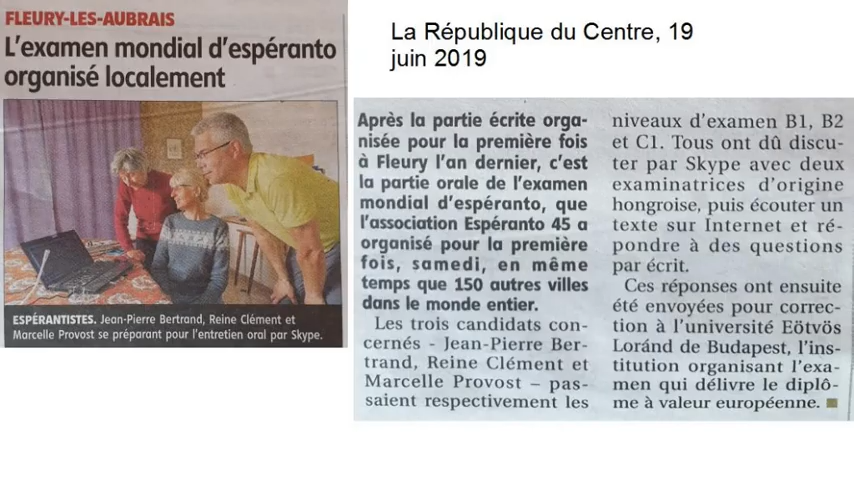 FLEURY-LES-AUBRAIS
L'examen mondial d'espéranto
organisé localement
ESPÉRANTISTES. Jean-Pierre Bertrand, Reine Clément et
Marcelle Provost se préparant pour l'entretien oral par Skype.
La République du Centre, 19
juin 2019
Après la partie écrite orga-
nisée pour la première fois
à Fleury l'an dernier, c'est
la partie orale de l'examen
mondial d'espéranto, que
l'association Espéranto 45 a
organisé pour la première
fois, samedi, en même
temps que 150 autres villes
dans le monde entier.
Les trois candidats con-
cernés - Jean-Pierre Ber-
trand, Reine Clément et
Marcelle Provost – pas-
saient respectivement les
niveaux d'examen B1, B2
et C1. Tous ont dû discu-
ter par Skype avec deux
examinatrices d'origine
hongroise, puis écouter un
texte sur Internet et ré-
pondre à des questions
par écrit.
Ces réponses ont ensuite
été envoyées pour correc-
tion à l'université Eötvös
Loránd de Budapest, l'ins-
titution organisant l'exa-
men qui délivre le diplô-
me à valeur européenne.